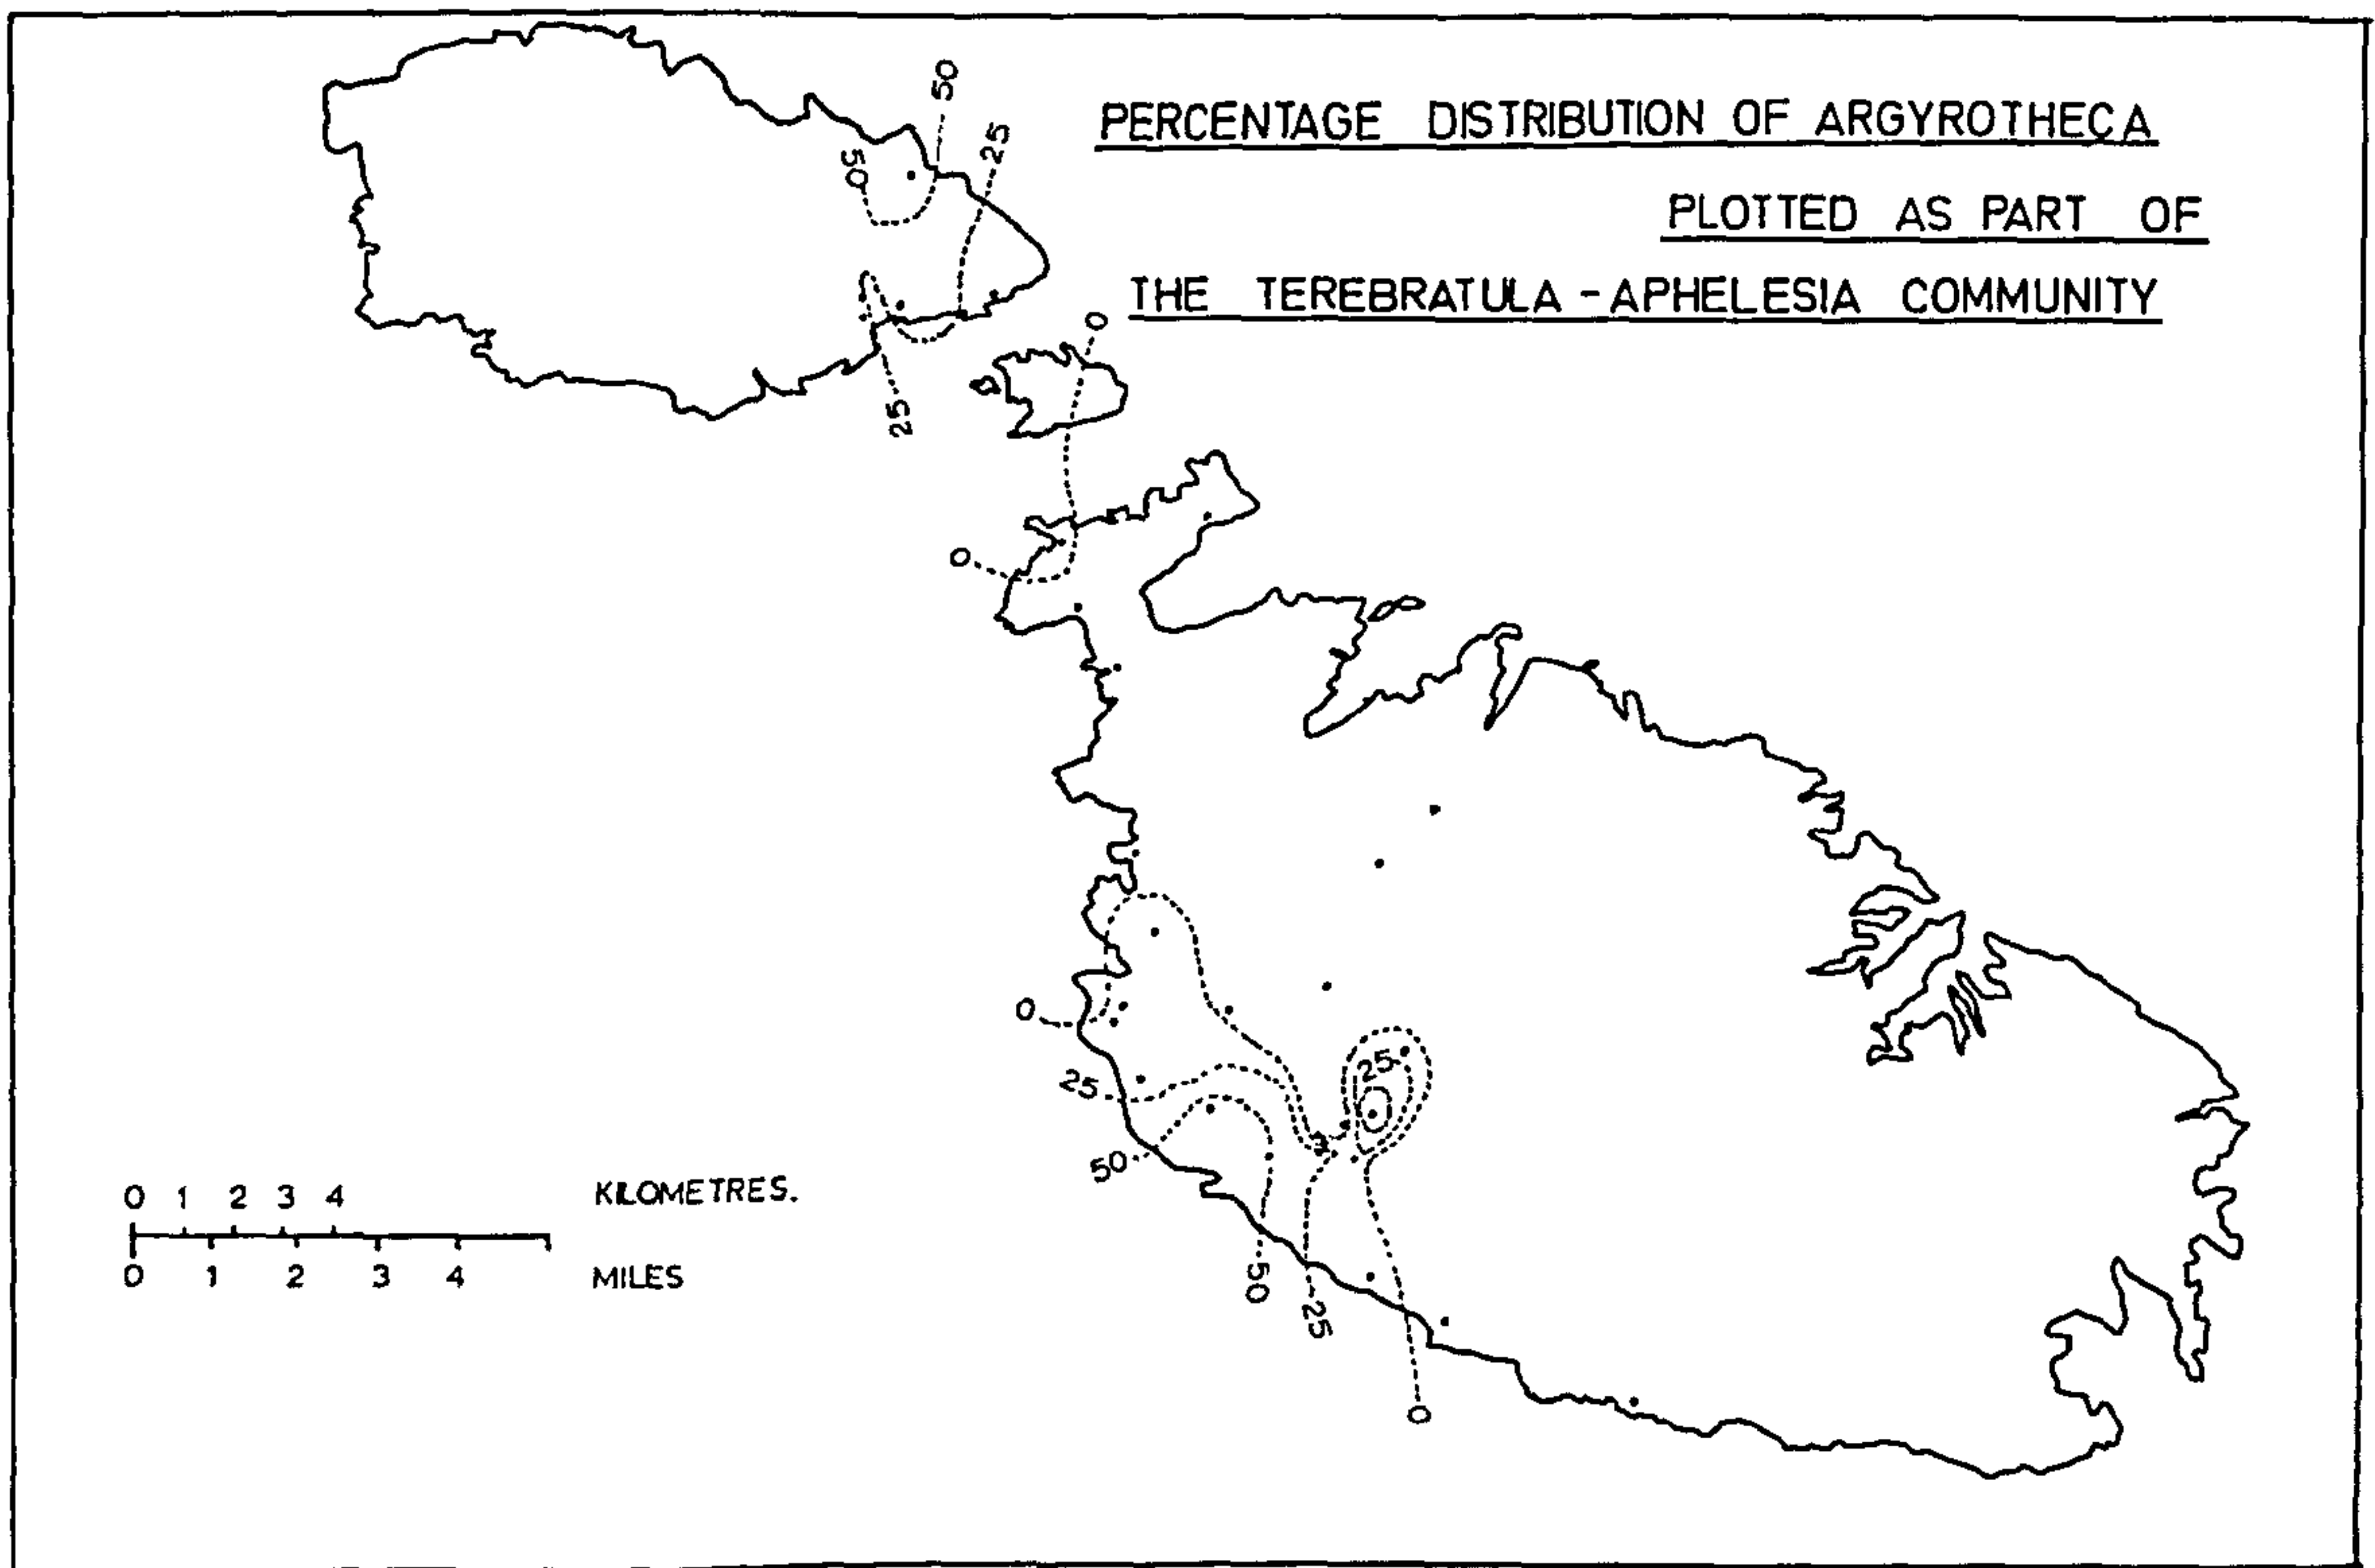 PERCENTAGE DISTRIBUTION OF ARGYROTHECA
PLOTTED AS PART OF
THE TEREBRATULA - APHELESIA COMMUNITY
50
25
50
25
0
0
0
25
25
50
50
25
0
0 1 2 3 4 KILOMETRES.
0 1 2 3 4 MILES